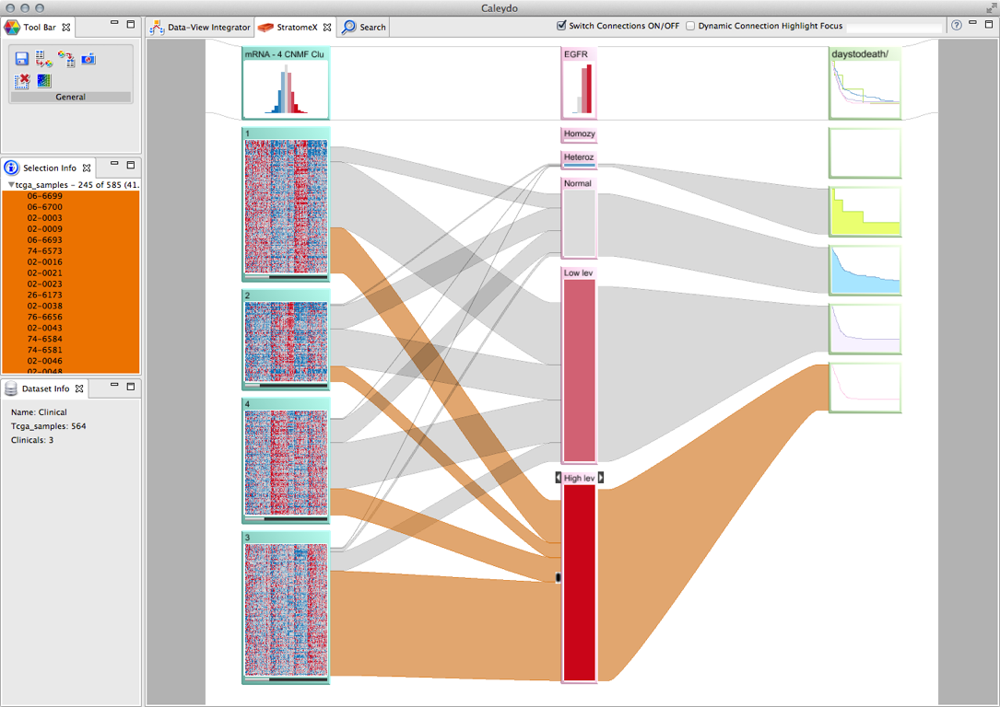 Caleydo
Tool Bar
General
Selection Info
tcga_samples - 245 of 585 (41.
06-6699
06-6700
02-0003
02-0009
06-6693
74-6573
02-0016
02-0021
02-0023
26-6173
02-0038
76-6656
02-0043
74-6584
74-6581
02-0046
02-0048
Dataset Info
Name: Clinical
Tcga_samples: 564
Clinicals: 3
Data-View Integrator
StratomeX
Search
Switch Connections ON/OFF
Dynamic Connection Highlight Focus
mRNA - 4 CNMF Clu
1
2
4
3
EGFR
Homozy
Heteroz
Normal
Low lev
High lev
daystodeath/